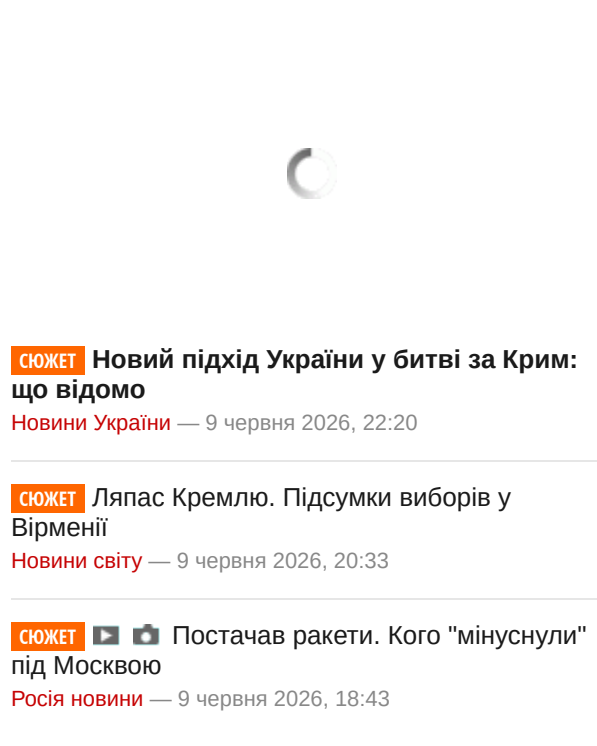 СЮЖЕТ Новий підхід України у битві за Крим:
що відомо
Новини України — 9 червня 2026, 22:20
СЮЖЕТ Ляпас Кремлю. Підсумки виборів у
Вірменії
Новини світу — 9 червня 2026, 20:33
СЮЖЕТ Постачав ракети. Кого "мінуснули"
під Москвою
Росія новини — 9 червня 2026, 18:43